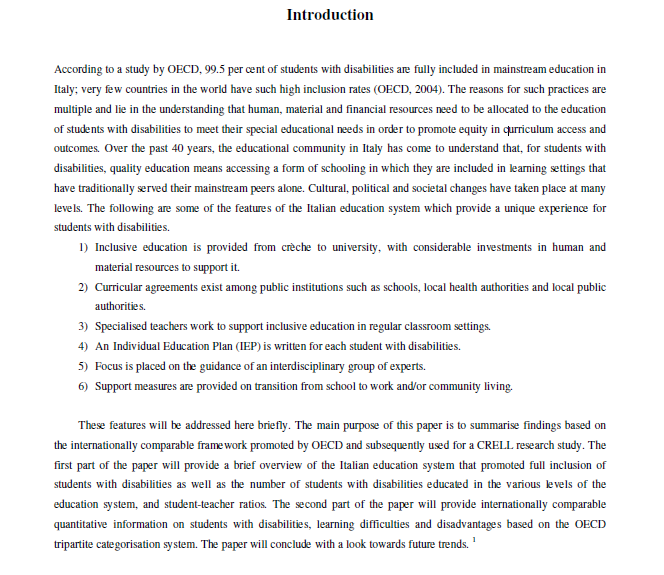 Introduction
According to a study by OECD, 99.5 per cent of students with disabilities are fully included in mainstream education in
Italy; very few countries in the world have such high inclusion rates (OECD, 2004). The reasons for such practices are
multiple and lie in the understanding that human, material and financial resources need to be allocated to the education
of students with disabilities to meet their special educational needs in order to promote equity in curriculum access and
outcomes. Over the past 40 years, the educational community in Italy has come to understand that, for students with
disabilities, quality education means accessing a form of schooling in which they are included in learning settings that
have traditionally served their mainstream peers alone. Cultural, political and societal changes have taken place at many
levels. The following are some of the features of the Italian education system which provide a unique experience for
students with disabilities.
1) Inclusive education is provided from crèche to university, with considerable investments in human and
material resources to support it.
2) Curricular agreements exist among public institutions such as schools, local health authorities and local public
authorities.
3) Specialised teachers work to support inclusive education in regular classroom settings.
4) An Individual Education Plan (IEP) is written for each student with disabilities.
5) Focus is placed on the guidance of an interdisciplinary group of experts.
6) Support measures are provided on transition from school to work and/or community living.
These features will be addressed here briefly. The main purpose of this paper is to summarise findings based on
the internationally comparable framework promoted by OECD and subsequently used for a CRELL research study. The
first part of the paper will provide a brief overview of the Italian education system that promoted full inclusion of
students with disabilities as well as the number of students with disabilities educated in the various levels of the
education system, and student-teacher ratios. The second part of the paper will provide internationally comparable
quantitative information on students with disabilities, learning difficulties and disadvantages based on the OECD
tripartite categorisation system. The paper will conclude with a look towards future trends. 1